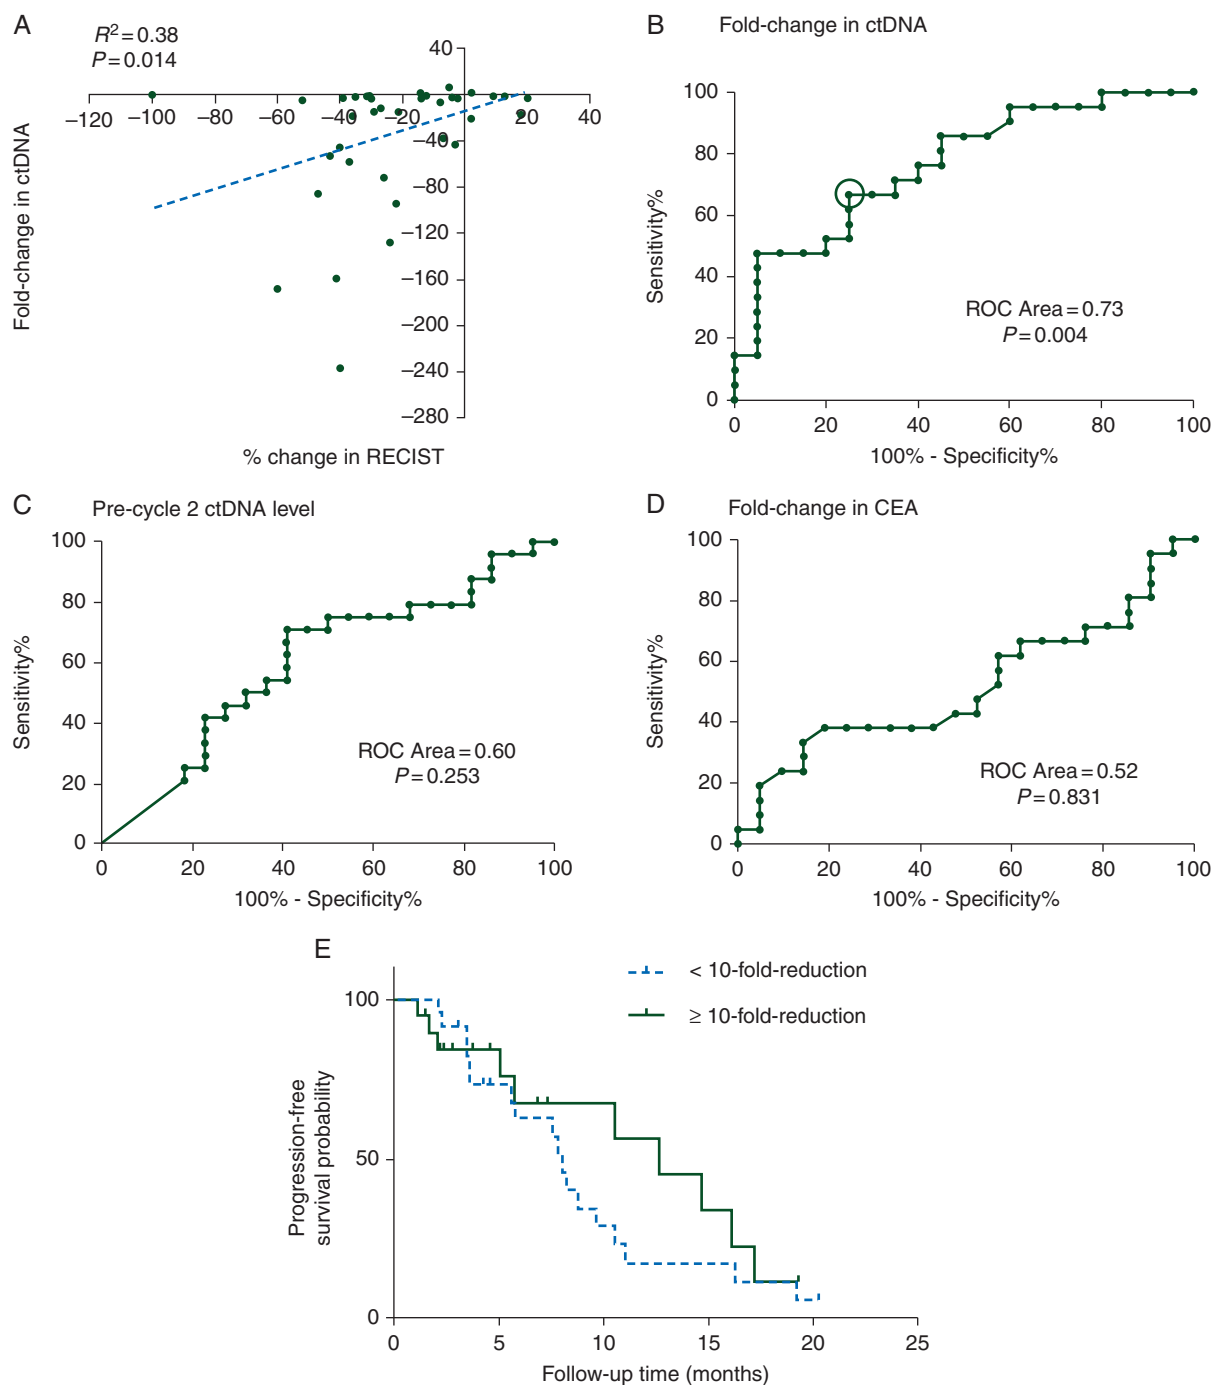 A
R²=0.38
P=0.014
40
−120
−100
−80
−60
−40
−20
20
40
−40
−80
−120
−160
−200
−240
−280
Fold-change in ctDNA
% change in RECIST
B
Fold-change in ctDNA
100
80
60
40
20
0
Sensitivity%
ROC Area=0.73
P=0.004
0 20 40 60 80 100
100% - Specificity%
C
Pre-cycle 2 ctDNA level
100
80
60
40
20
0
Sensitivity%
ROC Area=0.60
P=0.253
0 20 40 60 80 100
100% - Specificity%
D
Fold-change in CEA
100
80
60
40
20
0
Sensitivity%
ROC Area=0.52
P=0.831
0 20 40 60 80 100
100% - Specificity%
E
< 10-fold-reduction
≥ 10-fold-reduction
100
50
0
Progression-free
survival probability
0 5 10 15 20 25
Follow-up time (months)